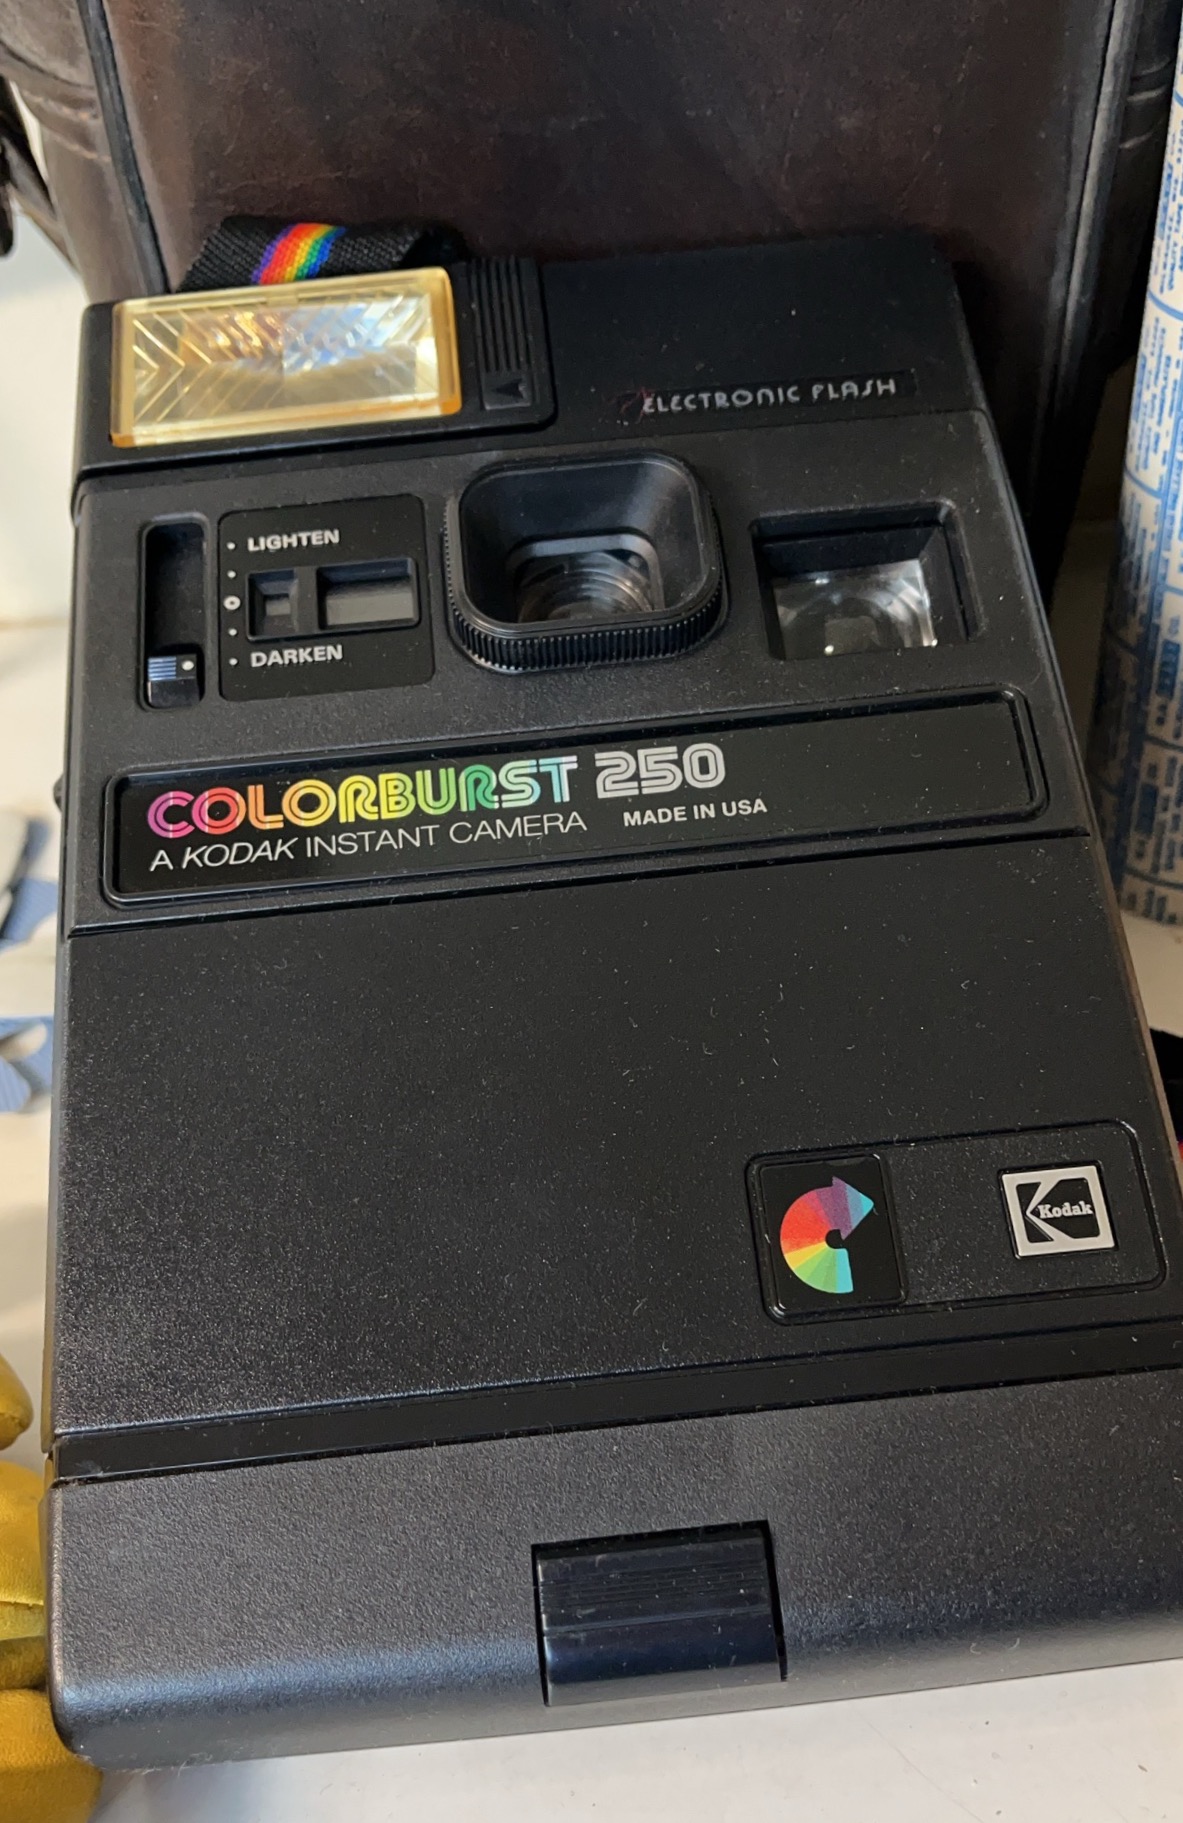 ELECTRONIC FLASH
LIGHTEN
DARKEN
COLORBURST 250
A KODAK INSTANT CAMERA MADE IN USA
Kodak